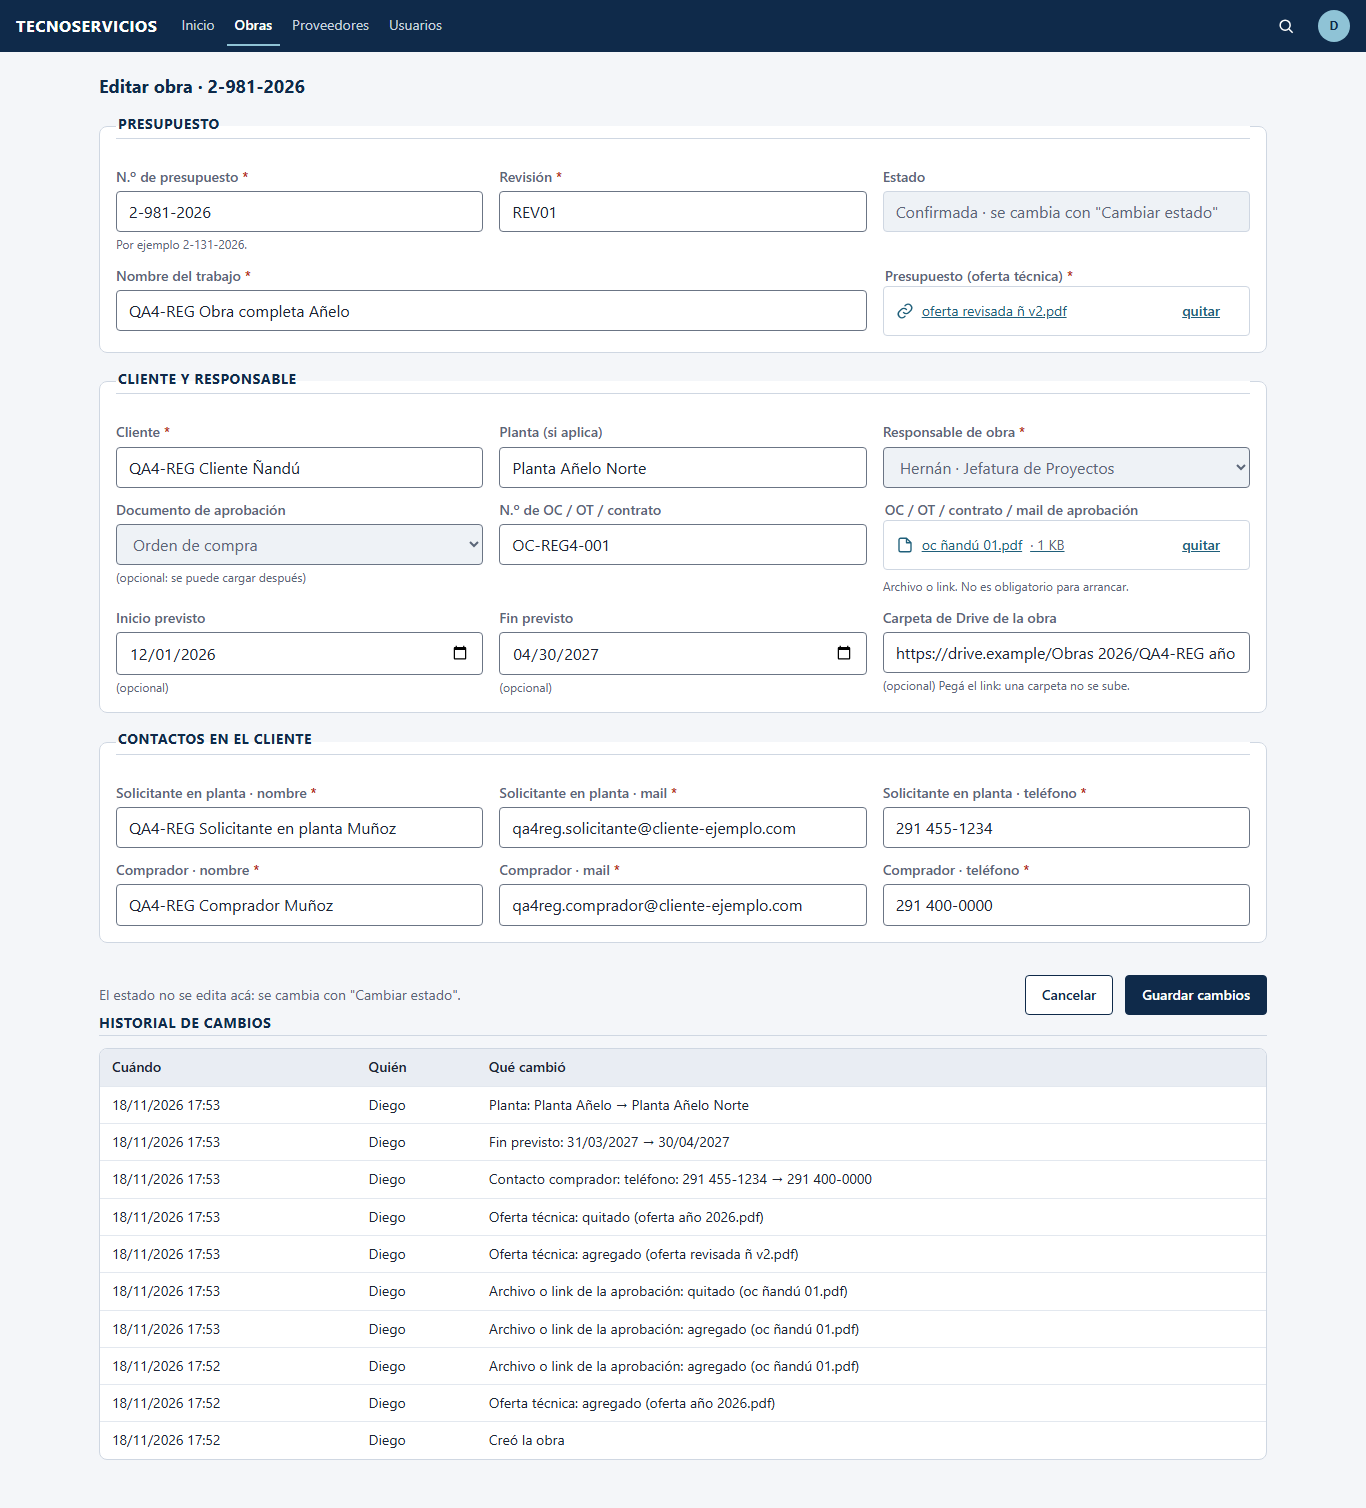 TECNOSERVICIOS Inicio Obras Proveedores Usuarios D
Editar obra · 2-981-2026
PRESUPUESTO
N.º de presupuesto * Revisión * Estado
2-981-2026 REV01 Confirmada · se cambia con "Cambiar estado"
Por ejemplo 2-131-2026.
Nombre del trabajo * Presupuesto (oferta técnica) *
QA4-REG Obra completa Añelo oferta revisada ñ v2.pdf quitar
CLIENTE Y RESPONSABLE
Cliente * Planta (si aplica) Responsable de obra *
QA4-REG Cliente Ñandú Planta Añelo Norte Hernán · Jefatura de Proyectos
Documento de aprobación N.º de OC / OT / contrato OC / OT / contrato / mail de aprobación
Orden de compra OC-REG4-001 oc ñandú 01.pdf · 1 KB quitar
(opcional: se puede cargar después) Archivo o link. No es obligatorio para arrancar.
Inicio previsto Fin previsto Carpeta de Drive de la obra
12/01/2026 04/30/2027 https://drive.example/Obras 2026/QA4-REG año
(opcional) (opcional) (opcional) Pegá el link: una carpeta no se sube.
CONTACTOS EN EL CLIENTE
Solicitante en planta · nombre * Solicitante en planta · mail * Solicitante en planta · teléfono *
QA4-REG Solicitante en planta Muñoz qa4reg.solicitante@cliente-ejemplo.com 291 455-1234
Comprador · nombre * Comprador · mail * Comprador · teléfono *
QA4-REG Comprador Muñoz qa4reg.comprador@cliente-ejemplo.com 291 400-0000
El estado no se edita acá: se cambia con "Cambiar estado". Cancelar Guardar cambios
HISTORIAL DE CAMBIOS
Cuándo Quién Qué cambió
18/11/2026 17:53 Diego Planta: Planta Añelo → Planta Añelo Norte
18/11/2026 17:53 Diego Fin previsto: 31/03/2027 → 30/04/2027
18/11/2026 17:53 Diego Contacto comprador: teléfono: 291 455-1234 → 291 400-0000
18/11/2026 17:53 Diego Oferta técnica: quitado (oferta año 2026.pdf)
18/11/2026 17:53 Diego Oferta técnica: agregado (oferta revisada ñ v2.pdf)
18/11/2026 17:53 Diego Archivo o link de la aprobación: quitado (oc ñandú 01.pdf)
18/11/2026 17:53 Diego Archivo o link de la aprobación: agregado (oc ñandú 01.pdf)
18/11/2026 17:52 Diego Archivo o link de la aprobación: agregado (oc ñandú 01.pdf)
18/11/2026 17:52 Diego Oferta técnica: agregado (oferta año 2026.pdf)
18/11/2026 17:52 Diego Creó la obra